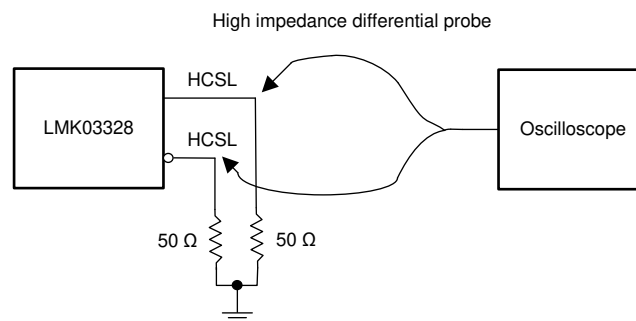 High impedance differential probe
HCSL
LMK03328
HCSL
Oscilloscope
50 Ω
50 Ω